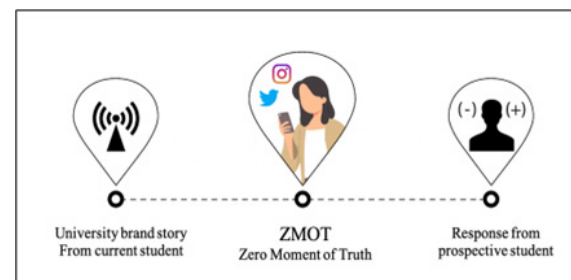 (-) (+)
University brand story
From current student
ZMOT
Zero Moment of Truth
Response from
prospective student